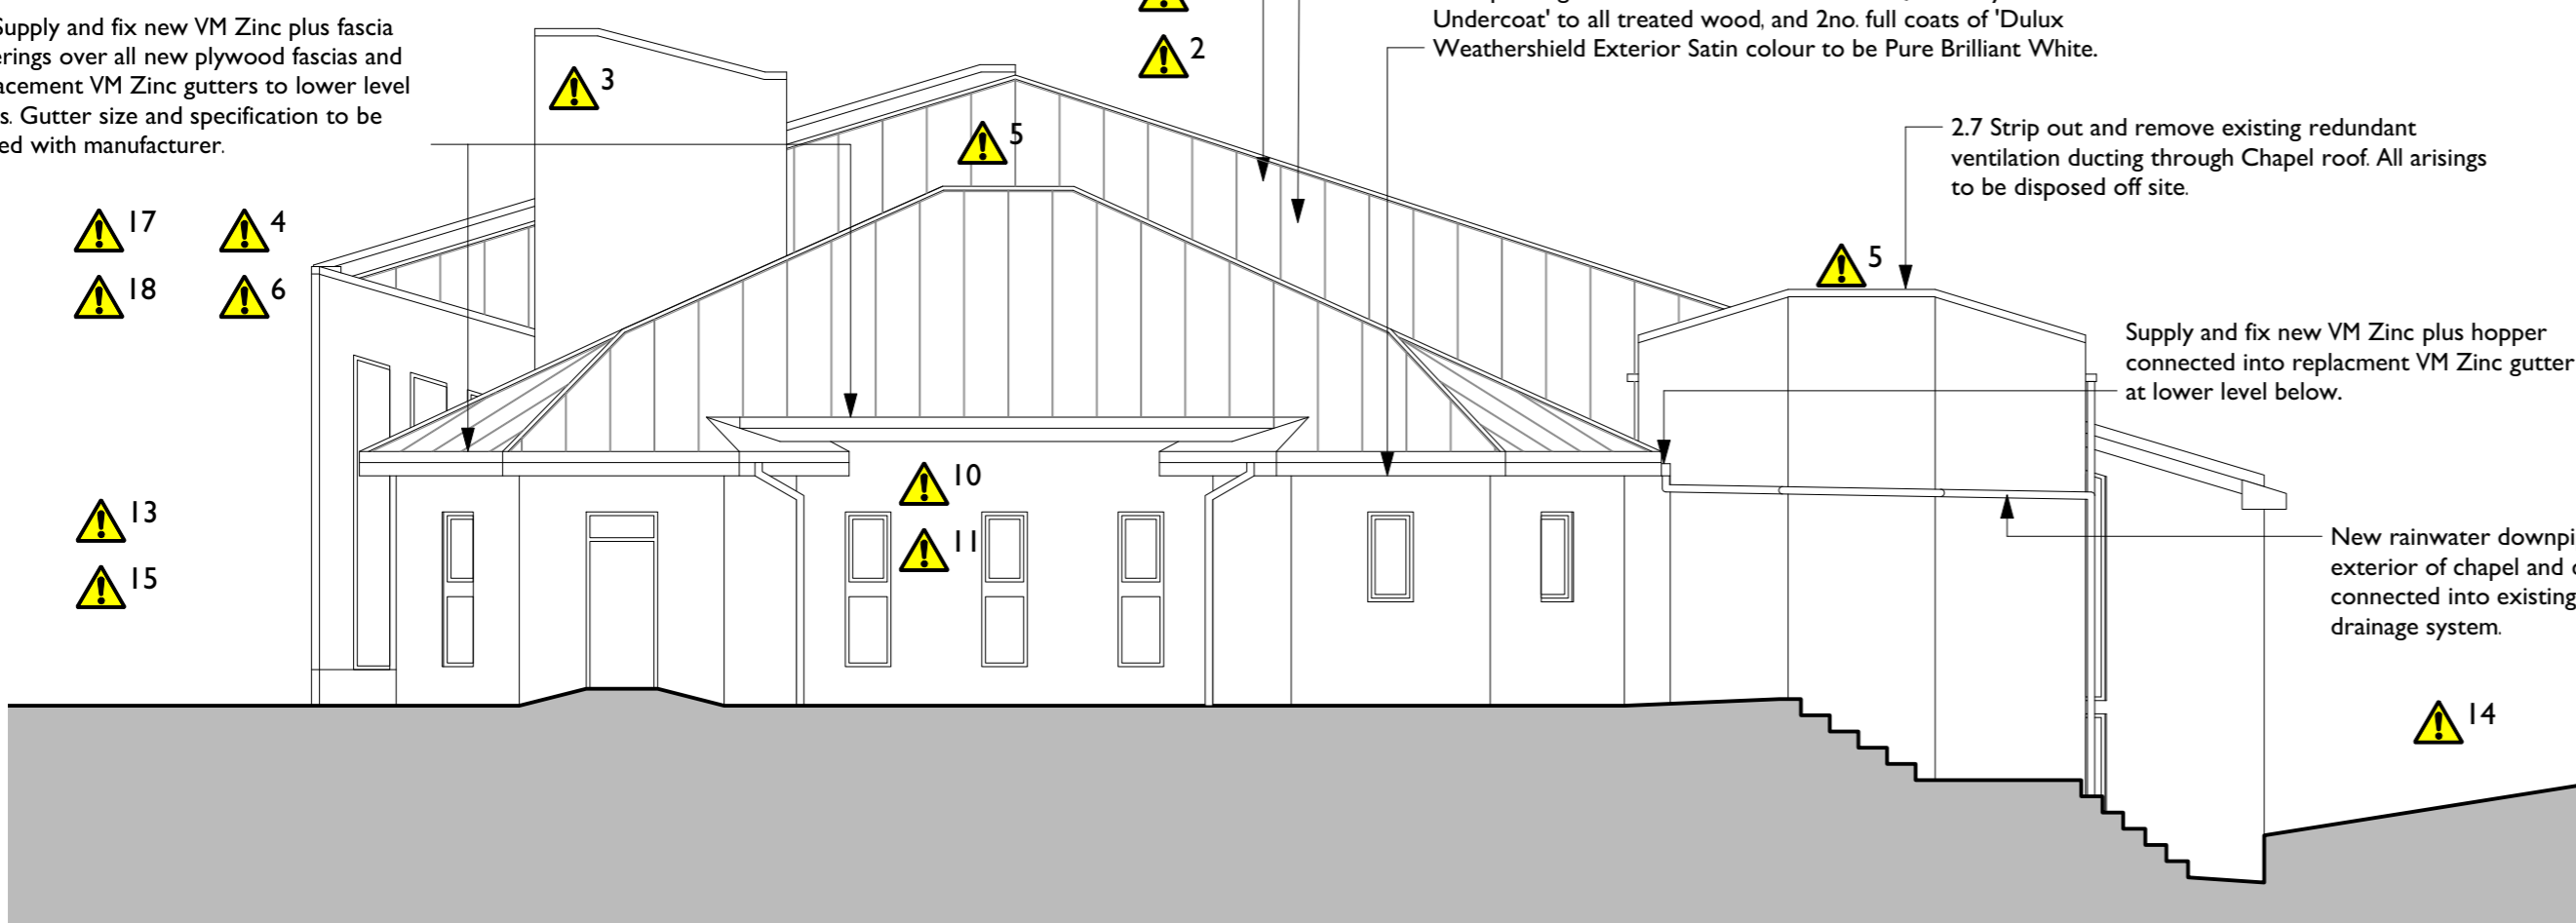 Supply and fix new VM Zinc plus fascia
erings over all new plywood fascias and
acement VM Zinc gutters to lower level
s. Gutter size and specification to be
ed with manufacturer.
3
2
Undercoat' to all treated wood, and 2no. full coats of 'Dulux
Weathershield Exterior Satin colour to be Pure Brilliant White.
5
2.7 Strip out and remove existing redundant
ventilation ducting through Chapel roof. All arisings
to be disposed off site.
17
4
18
6
5
Supply and fix new VM Zinc plus hopper
connected into replacment VM Zinc gutter
at lower level below.
13
15
10
11
New rainwater downpi
exterior of chapel and
connected into existing
drainage system.
14